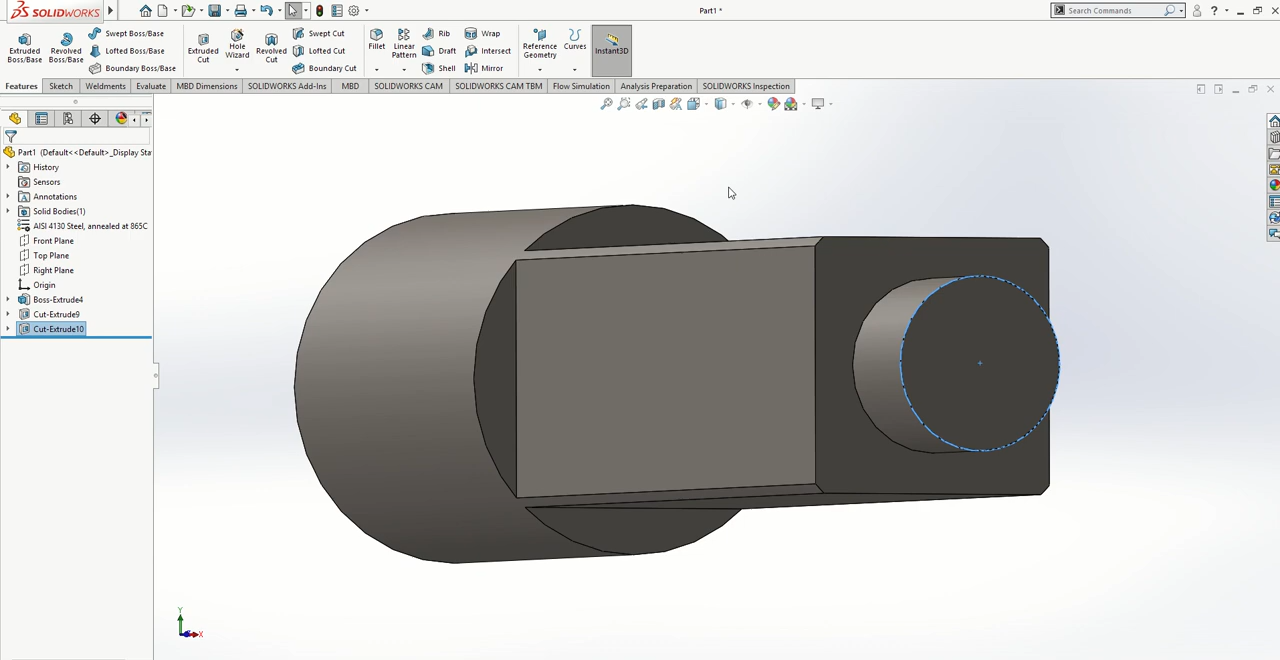 SOLIDWORKS
Part1 *
Search Commands
?
Extruded Boss/Base
Revolved Boss/Base
Swept Boss/Base
Lofted Boss/Base
Boundary Boss/Base
Extruded Cut
Hole Wizard
Revolved Cut
Swept Cut
Lofted Cut
Boundary Cut
Fillet
Linear Pattern
Rib
Draft
Shell
Wrap
Intersect
Mirror
Reference Geometry
Curves
Instant3D
Features Sketch Weldments Evaluate MBD Dimensions SOLIDWORKS Add-Ins MBD SOLIDWORKS CAM SOLIDWORKS CAM TBM Flow Simulation Analysis Preparation SOLIDWORKS Inspection
Part1 (Default<<Default>_Display Sta
History
Sensors
Annotations
Solid Bodies(1)
AISI 4130 Steel, annealed at 865C
Front Plane
Top Plane
Right Plane
Origin
Boss-Extrude4
Cut-Extrude9
Cut-Extrude10
Y
X